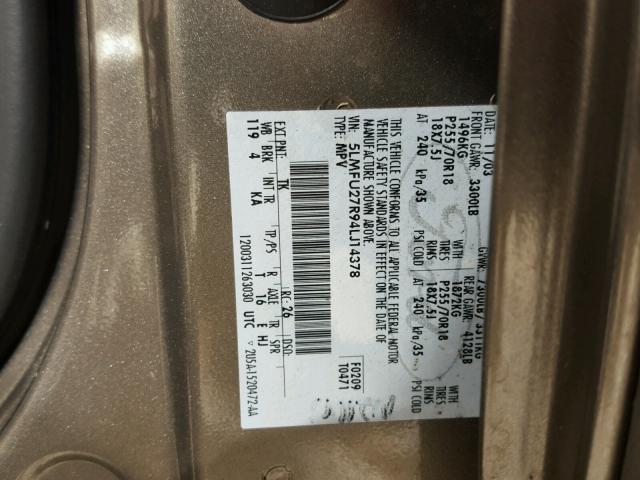 DATE: 11/03 GVWR: 7300LB/3311KG
FRONT GAWR: 3300LB REAR GAWR: 4128LB
1496KG WITH 1872KG WITH
P255/70R18 TIRES P255/70R18 TIRES
18X7.5J RIMS 18X7.5J RIMS
AT 240 kPa/35 PSI COLD AT 240 kPa/35 PSI COLD
THIS VEHICLE CONFORMS TO ALL APPLICABLE FEDERAL MOTOR
VEHICLE SAFETY STANDARDS IN EFFECT ON THE DATE OF
MANUFACTURE SHOWN ABOVE.
VIN: 5LMFU27R94LJ14378 F0209
TYPE: MPV T0471
EXT PNT: TK RC: 26 DSO:
WB BRK INT TR TP/PS R AXLE TR SPR
119 4 KA T 16 E HJ
1200311263030 UTC 2U5A-1520472-AA